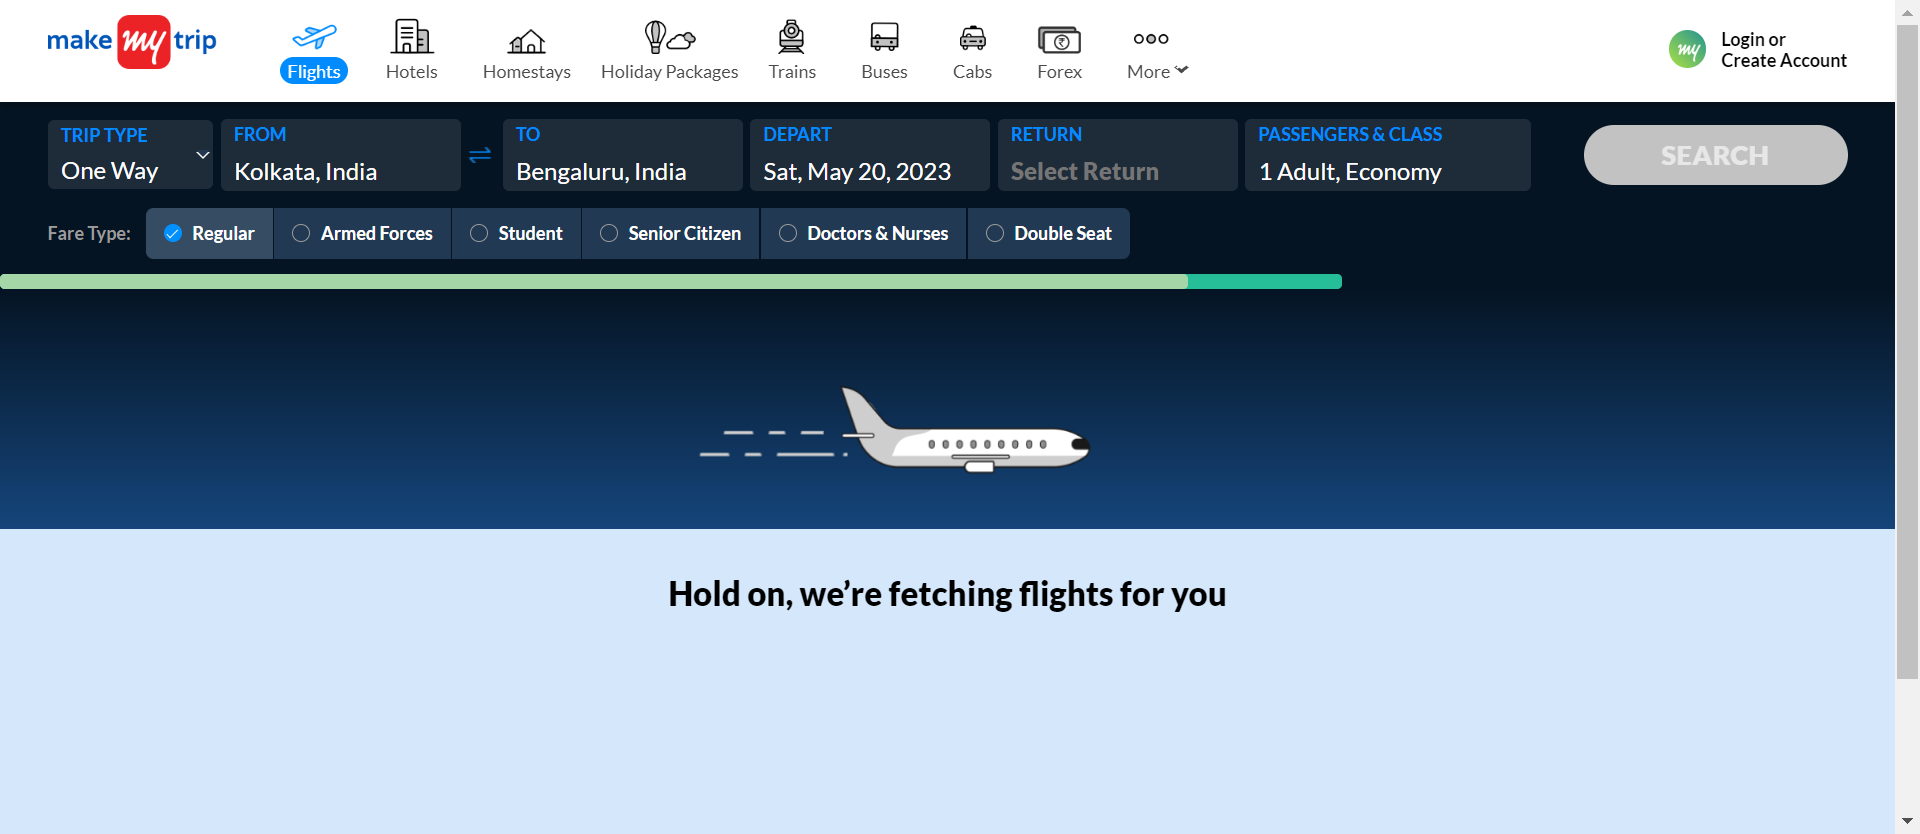 make my trip
Flights
Hotels
Homestays
Holiday Packages
Trains
Buses
Cabs
Forex
More
my
Login or
Create Account
TRIP TYPE
One Way
FROM
Kolkata, India
TO
Bengaluru, India
DEPART
Sat, May 20, 2023
RETURN
Select Return
PASSENGERS & CLASS
1 Adult, Economy
SEARCH
Fare Type:
Regular
Armed Forces
Student
Senior Citizen
Doctors & Nurses
Double Seat
Hold on, we’re fetching flights for you